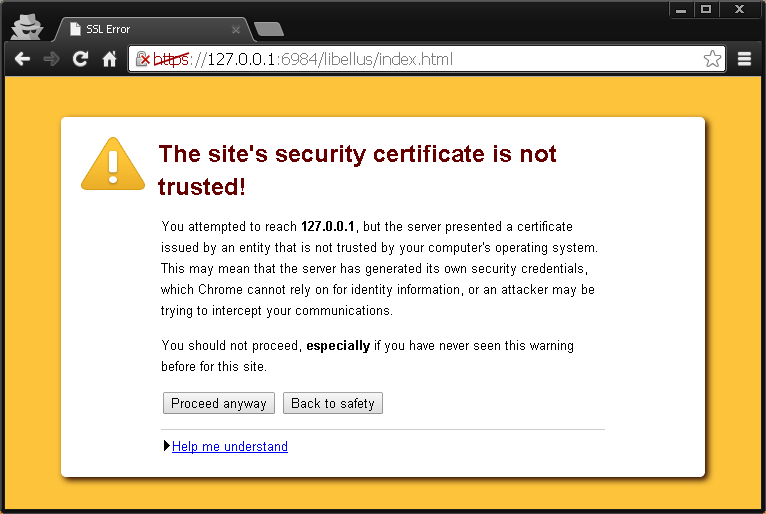 SSL Error
https://127.0.0.1:6984/libellus/index.html
The site's security certificate is not
trusted!
You attempted to reach 127.0.0.1, but the server presented a certificate
issued by an entity that is not trusted by your computer's operating system.
This may mean that the server has generated its own security credentials,
which Chrome cannot rely on for identity information, or an attacker may be
trying to intercept your communications.
You should not proceed, especially if you have never seen this warning
before for this site.
Proceed anyway Back to safety
Help me understand